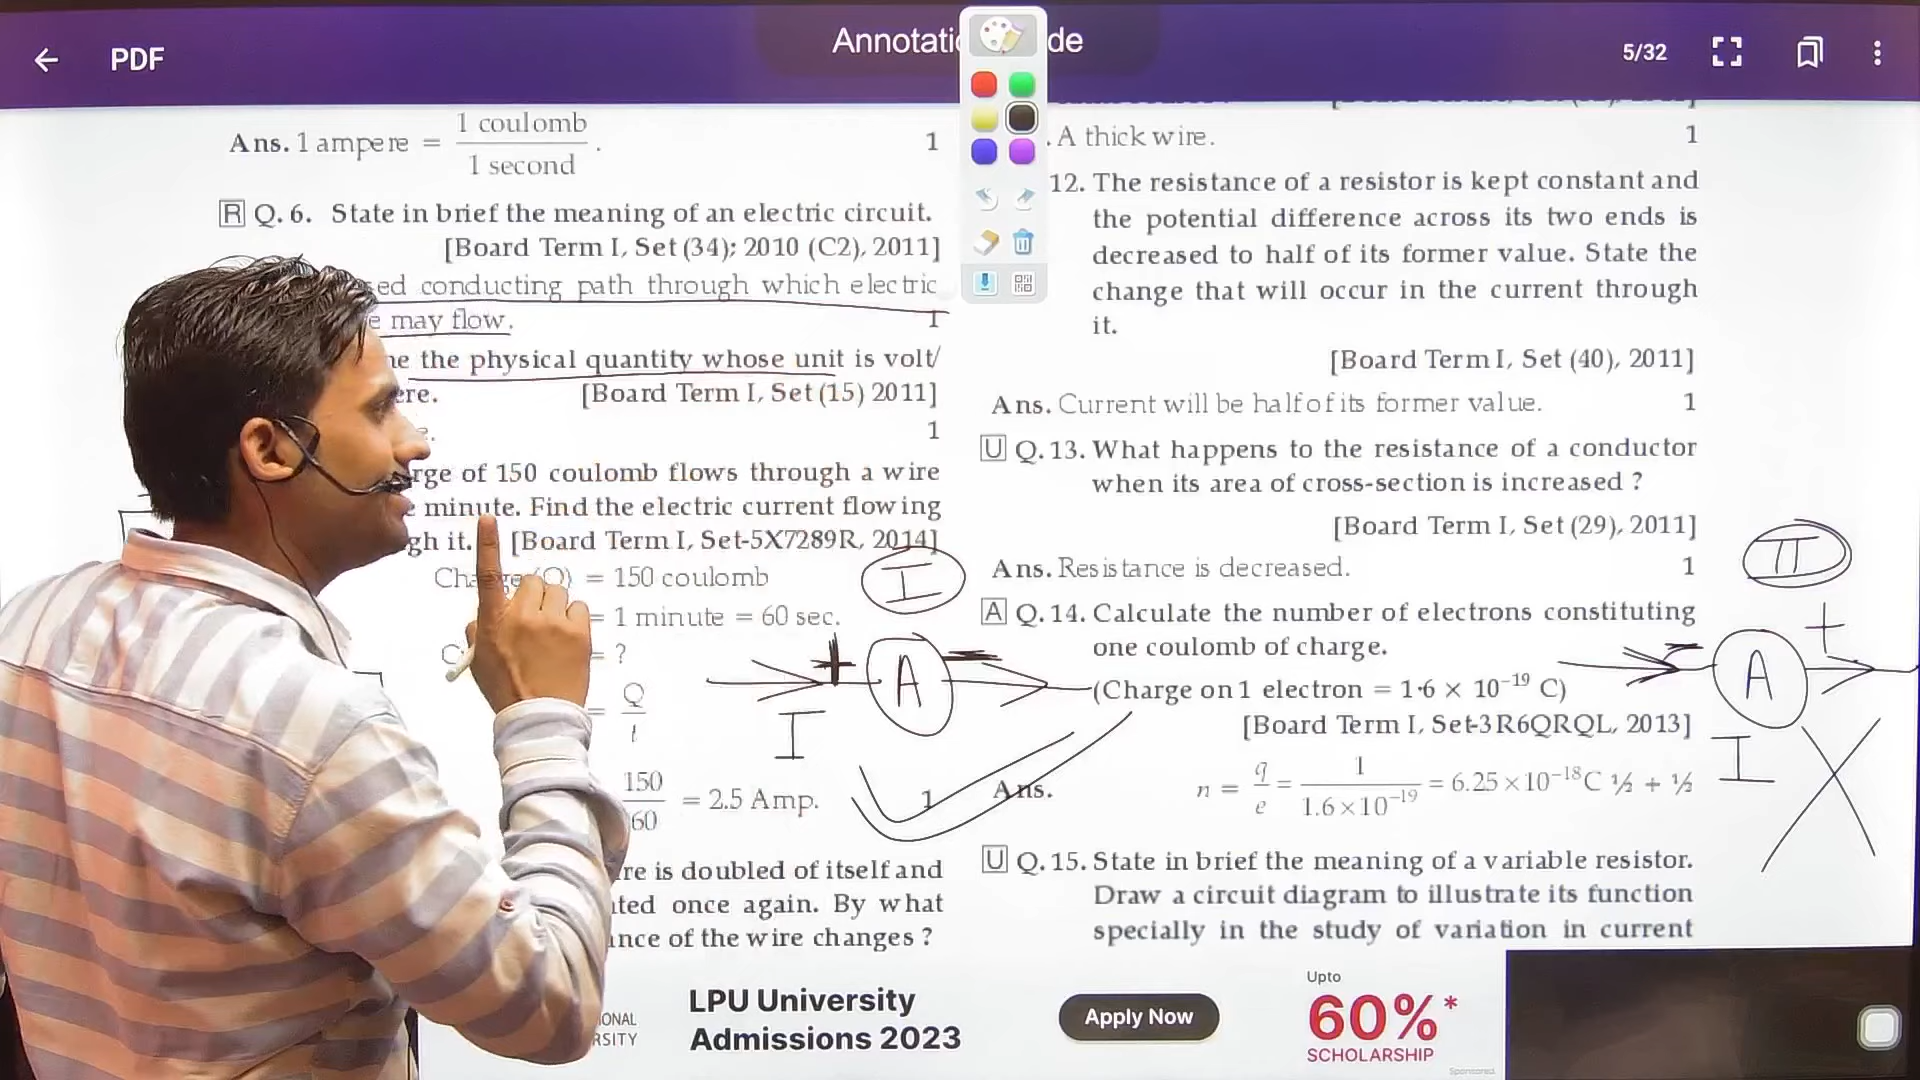 PDF
Annotati de
5/32
Ans. 1 ampere = 1 coulomb / 1 second . 1
R Q. 6. State in brief the meaning of an electric circuit.
[Board Term I, Set (34); 2010 (C2), 2011]
sed conducting path through which electric
e may flow. 1
the physical quantity whose unit is volt/
ere. [Board Term I, Set (15) 2011]
e. 1
rge of 150 coulomb flows through a wire
e minute. Find the electric current flowing
gh it. [Board Term I, Set-5X7289R, 2014]
Charge (Q) = 150 coulomb
= 1 minute = 60 sec.
= ?
= Q / t
150 / 60 = 2.5 Amp. 1
re is doubled of itself and
ted once again. By what
nce of the wire changes ?
I
+ A -
I
. A thick wire. 1
12. The resistance of a resistor is kept constant and
the potential difference across its two ends is
decreased to half of its former value. State the
change that will occur in the current through
it.
[Board Term I, Set (40), 2011]
Ans. Current will be half of its former value. 1
U Q. 13. What happens to the resistance of a conductor
when its area of cross-section is increased ?
[Board Term I, Set (29), 2011]
Ans. Resistance is decreased. 1
A Q. 14. Calculate the number of electrons constituting
one coulomb of charge.
(Charge on 1 electron = 1·6 × 10⁻¹⁹ C)
[Board Term I, Set-3R6QRQL, 2013]
Ans. n = q / e = 1 / 1.6×10⁻¹⁹ = 6.25×10⁻¹⁸C ½ + ½
U Q. 15. State in brief the meaning of a variable resistor.
Draw a circuit diagram to illustrate its function
specially in the study of variation in current
II
- A +
I
ONAL
RSITY
LPU University
Admissions 2023
Apply Now
Upto
60%*
SCHOLARSHIP
Sponsored